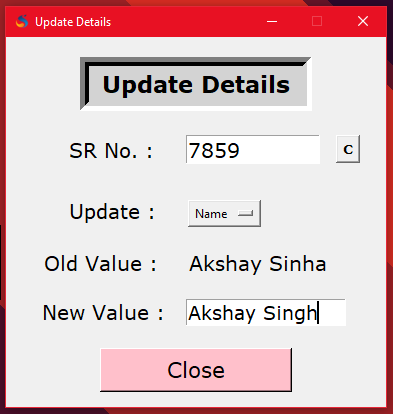 Update Details
Update Details
SR No. : 7859 C
Update : Name
Old Value : Akshay Sinha
New Value : Akshay Singh
Close